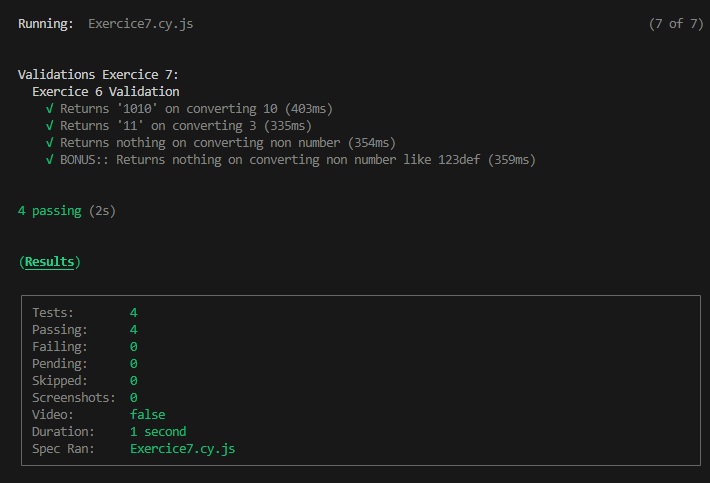 Running: Exercice7.cy.js (7 of 7)
Validations Exercice 7:
Exercice 6 Validation
√ Returns '1010' on converting 10 (403ms)
√ Returns '11' on converting 3 (335ms)
√ Returns nothing on converting non number (354ms)
√ BONUS:: Returns nothing on converting non number like 123def (359ms)
4 passing (2s)
(Results)
Tests: 4
Passing: 4
Failing: 0
Pending: 0
Skipped: 0
Screenshots: 0
Video: false
Duration: 1 second
Spec Ran: Exercice7.cy.js